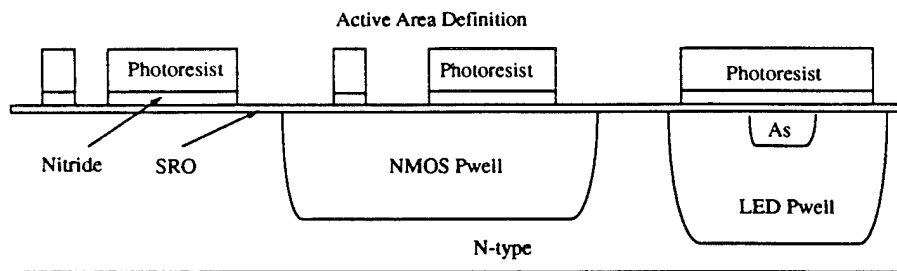 Active Area Definition
Photoresist
Photoresist
Photoresist
As
Nitride
SRO
NMOS Pwell
LED Pwell
N-type